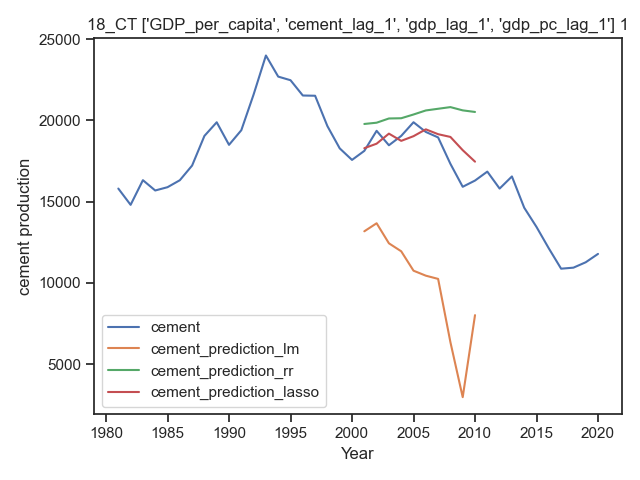 18_CT ['GDP_per_capita', 'cement_lag_1', 'gdp_lag_1', 'gdp_pc_lag_1'] 1
25000
20000
15000
10000
5000
cement production
cement
cement_prediction_lm
cement_prediction_rr
cement_prediction_lasso
1980 1985 1990 1995 2000 2005 2010 2015 2020
Year